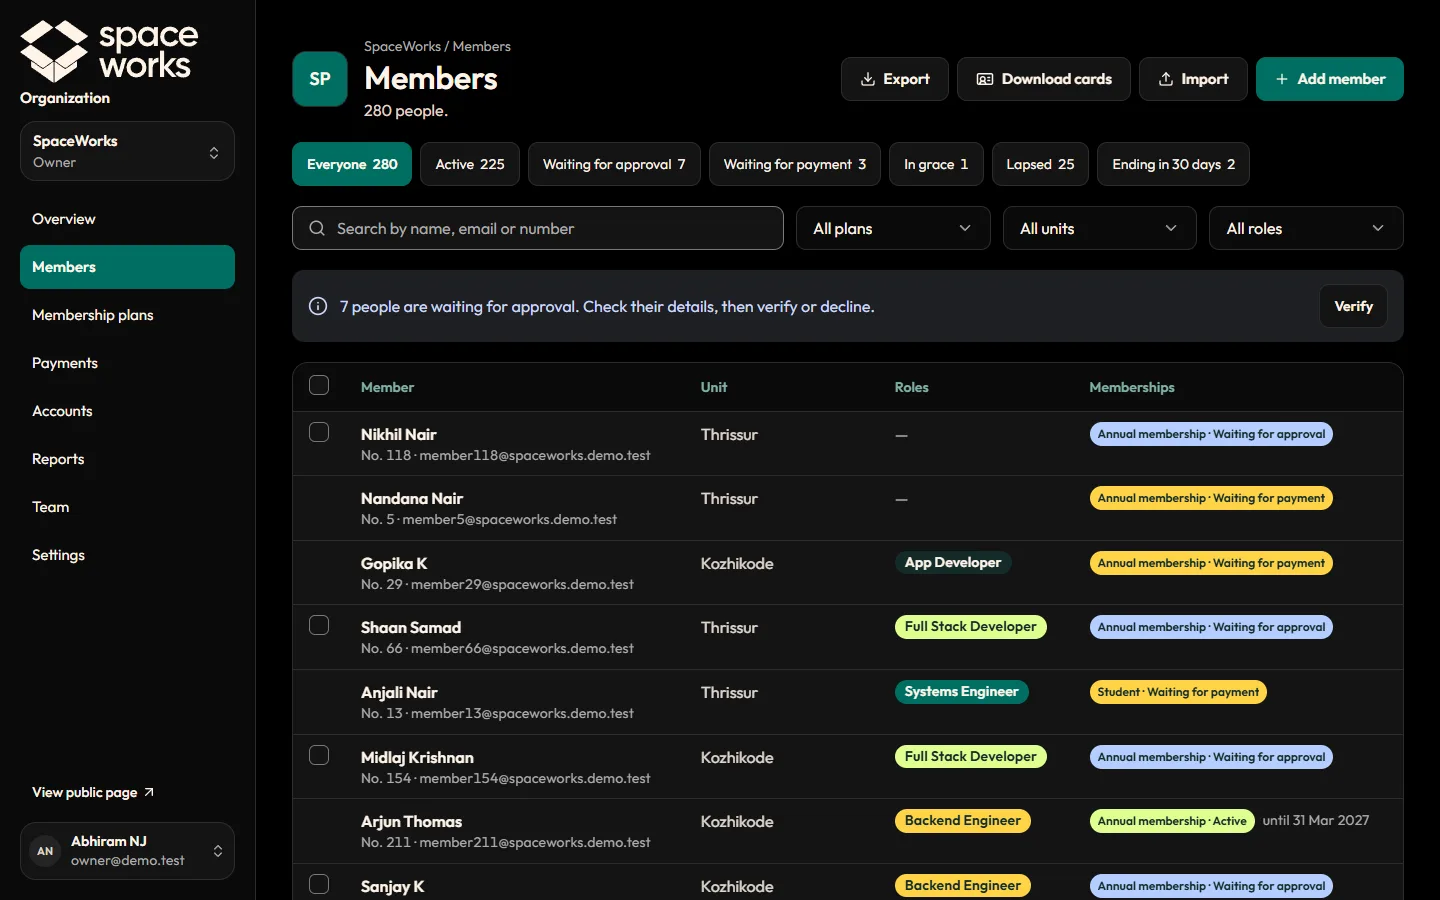 space
works
Organization
SpaceWorks
Owner
Overview
Members
Membership plans
Payments
Accounts
Reports
Team
Settings
View public page
AN
Abhiram NJ
owner@demo.test
SP
SpaceWorks / Members
Members
280 people.
Export
Download cards
Import
Add member
Everyone 280
Active 225
Waiting for approval 7
Waiting for payment 3
In grace 1
Lapsed 25
Ending in 30 days 2
Search by name, email or number
All plans
All units
All roles
7 people are waiting for approval. Check their details, then verify or decline.
Verify
Member Unit Roles Memberships
Nikhil Nair Thrissur — Annual membership · Waiting for approval
No. 118 · member118@spaceworks.demo.test
Nandana Nair Thrissur — Annual membership · Waiting for payment
No. 5 · member5@spaceworks.demo.test
Gopika K Kozhikode App Developer Annual membership · Waiting for payment
No. 29 · member29@spaceworks.demo.test
Shaan Samad Thrissur Full Stack Developer Annual membership · Waiting for approval
No. 66 · member66@spaceworks.demo.test
Anjali Nair Thrissur Systems Engineer Student · Waiting for payment
No. 13 · member13@spaceworks.demo.test
Midlaj Krishnan Kozhikode Full Stack Developer Annual membership · Waiting for approval
No. 154 · member154@spaceworks.demo.test
Arjun Thomas Kozhikode Backend Engineer Annual membership · Active until 31 Mar 2027
No. 211 · member211@spaceworks.demo.test
Sanjay K Kozhikode Backend Engineer Annual membership · Waiting for approval